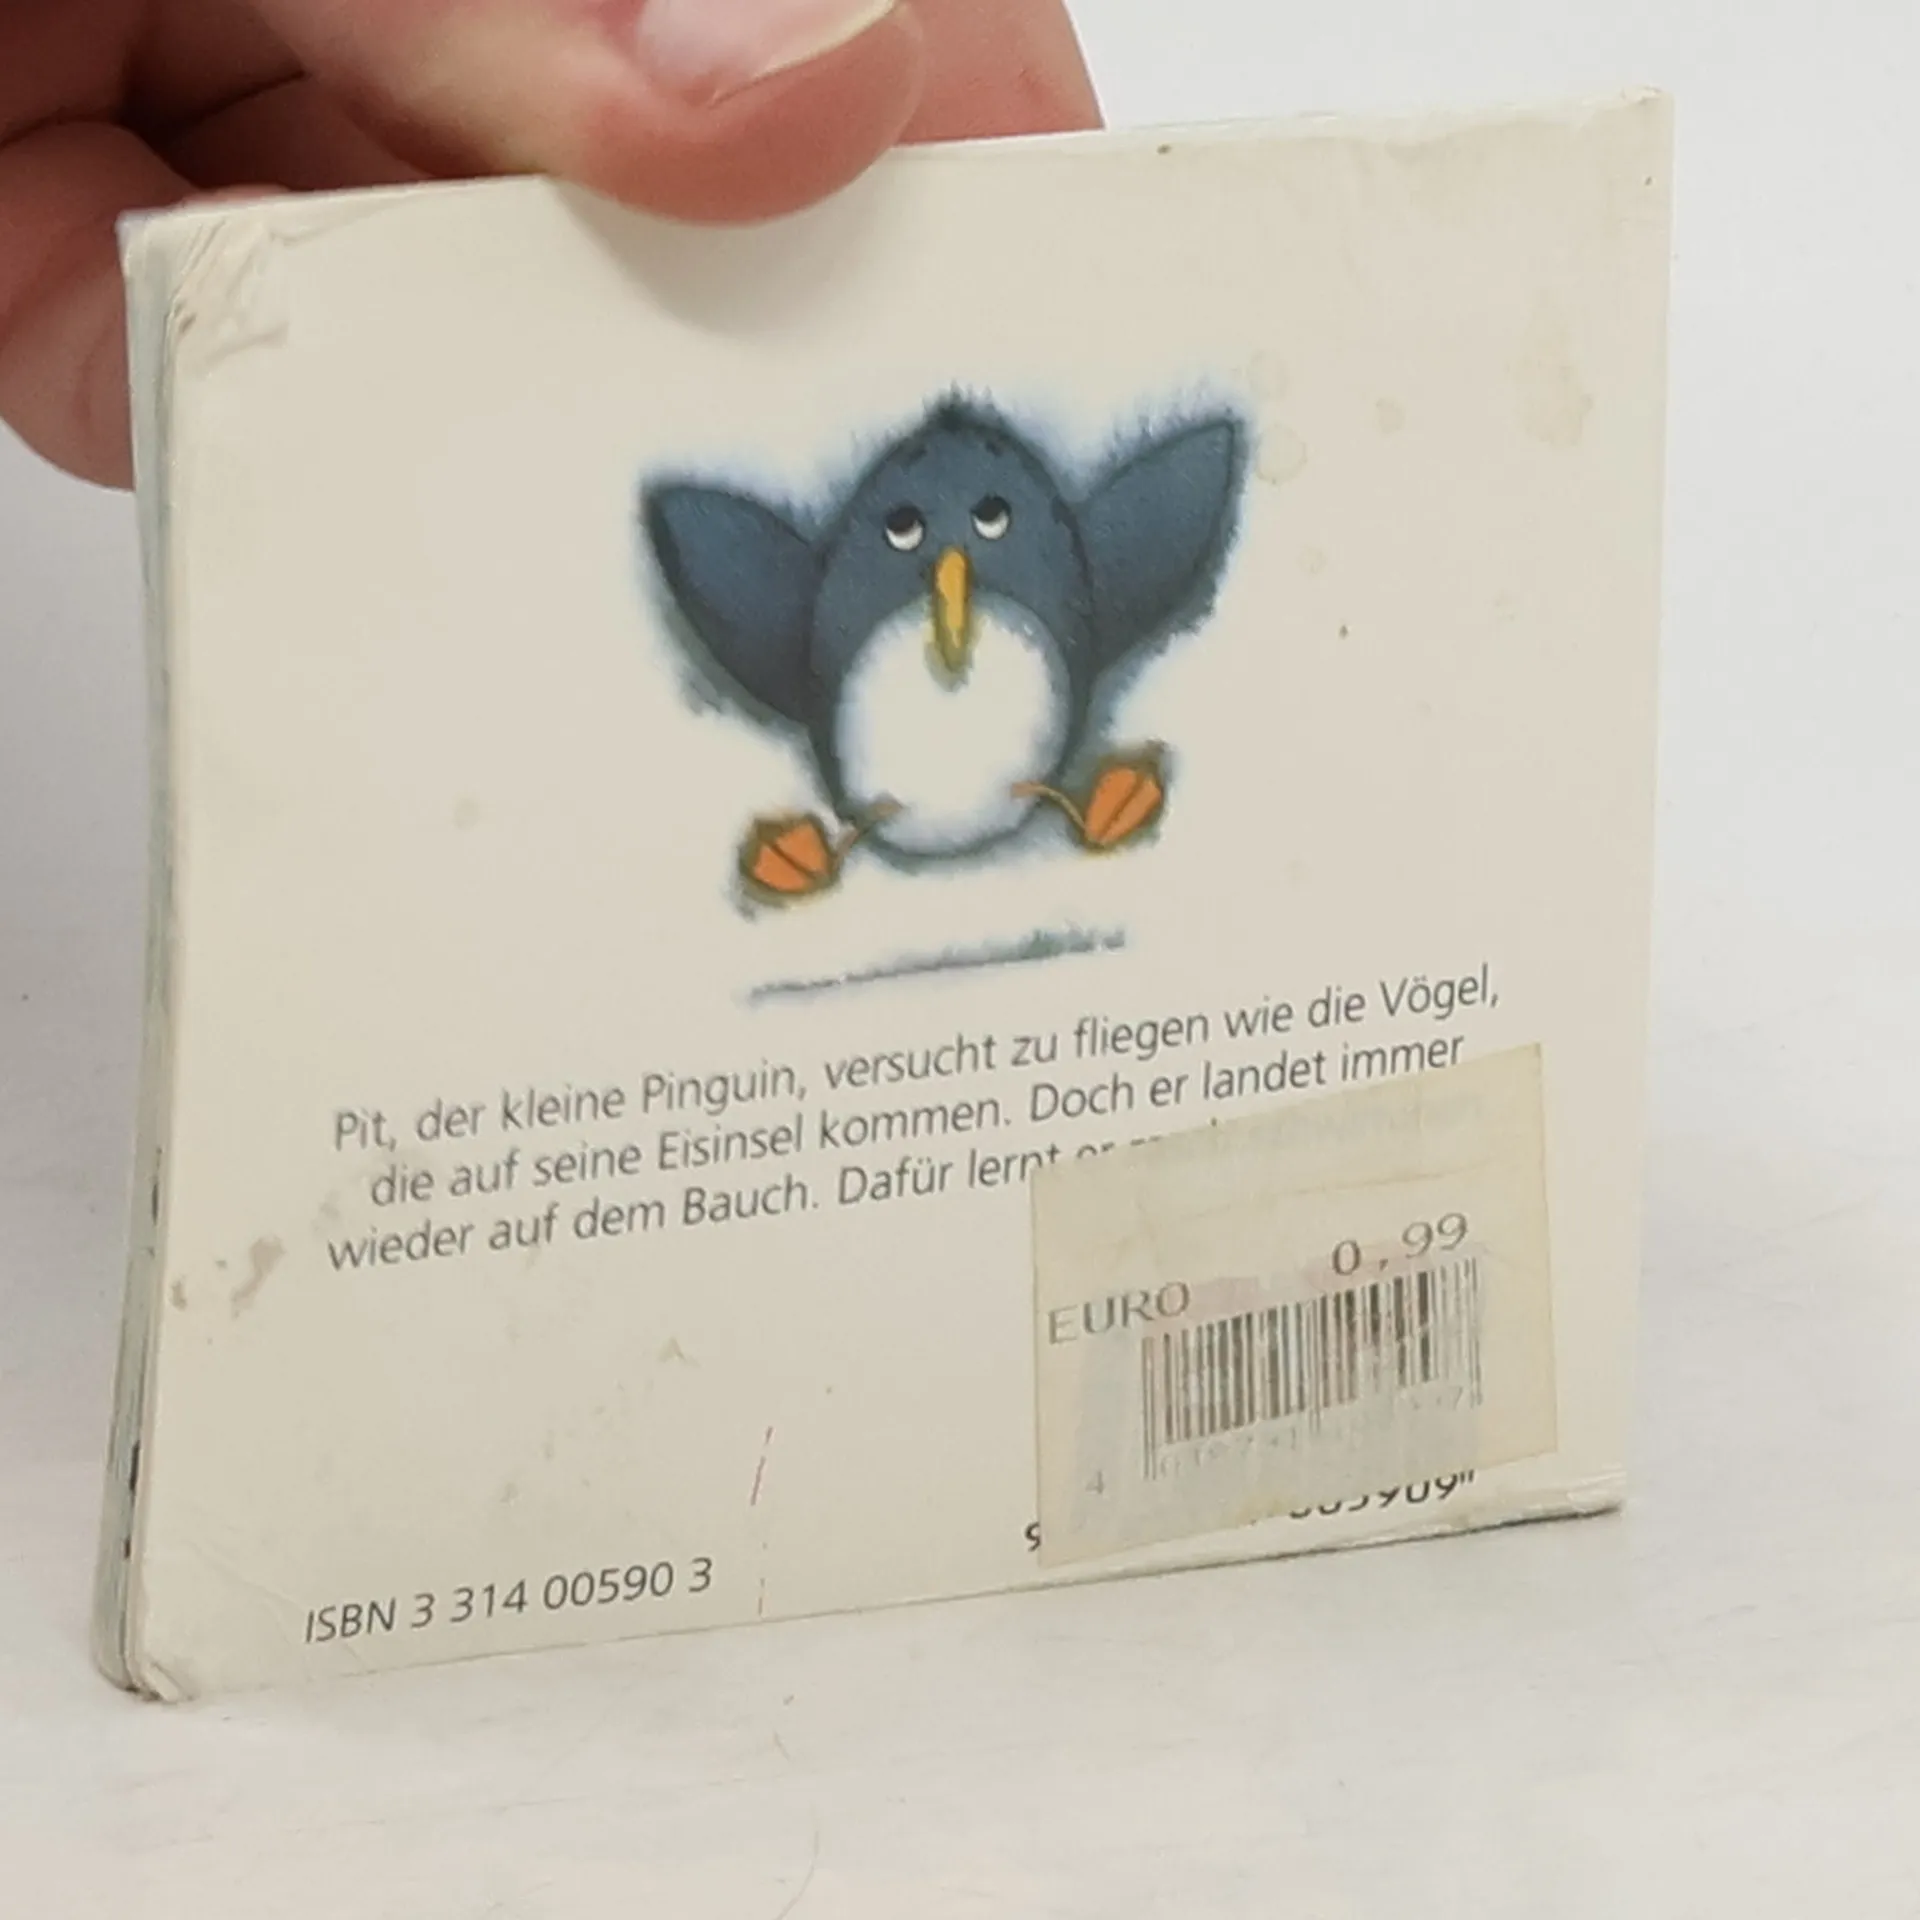 Pit, der kleine Pinguin, versucht zu fliegen wie die Vögel,
die auf seine Eisinsel kommen. Doch er landet immer
wieder auf dem Bauch. Dafür lernt er
EURO 0,99
ISBN 3 314 00590 3